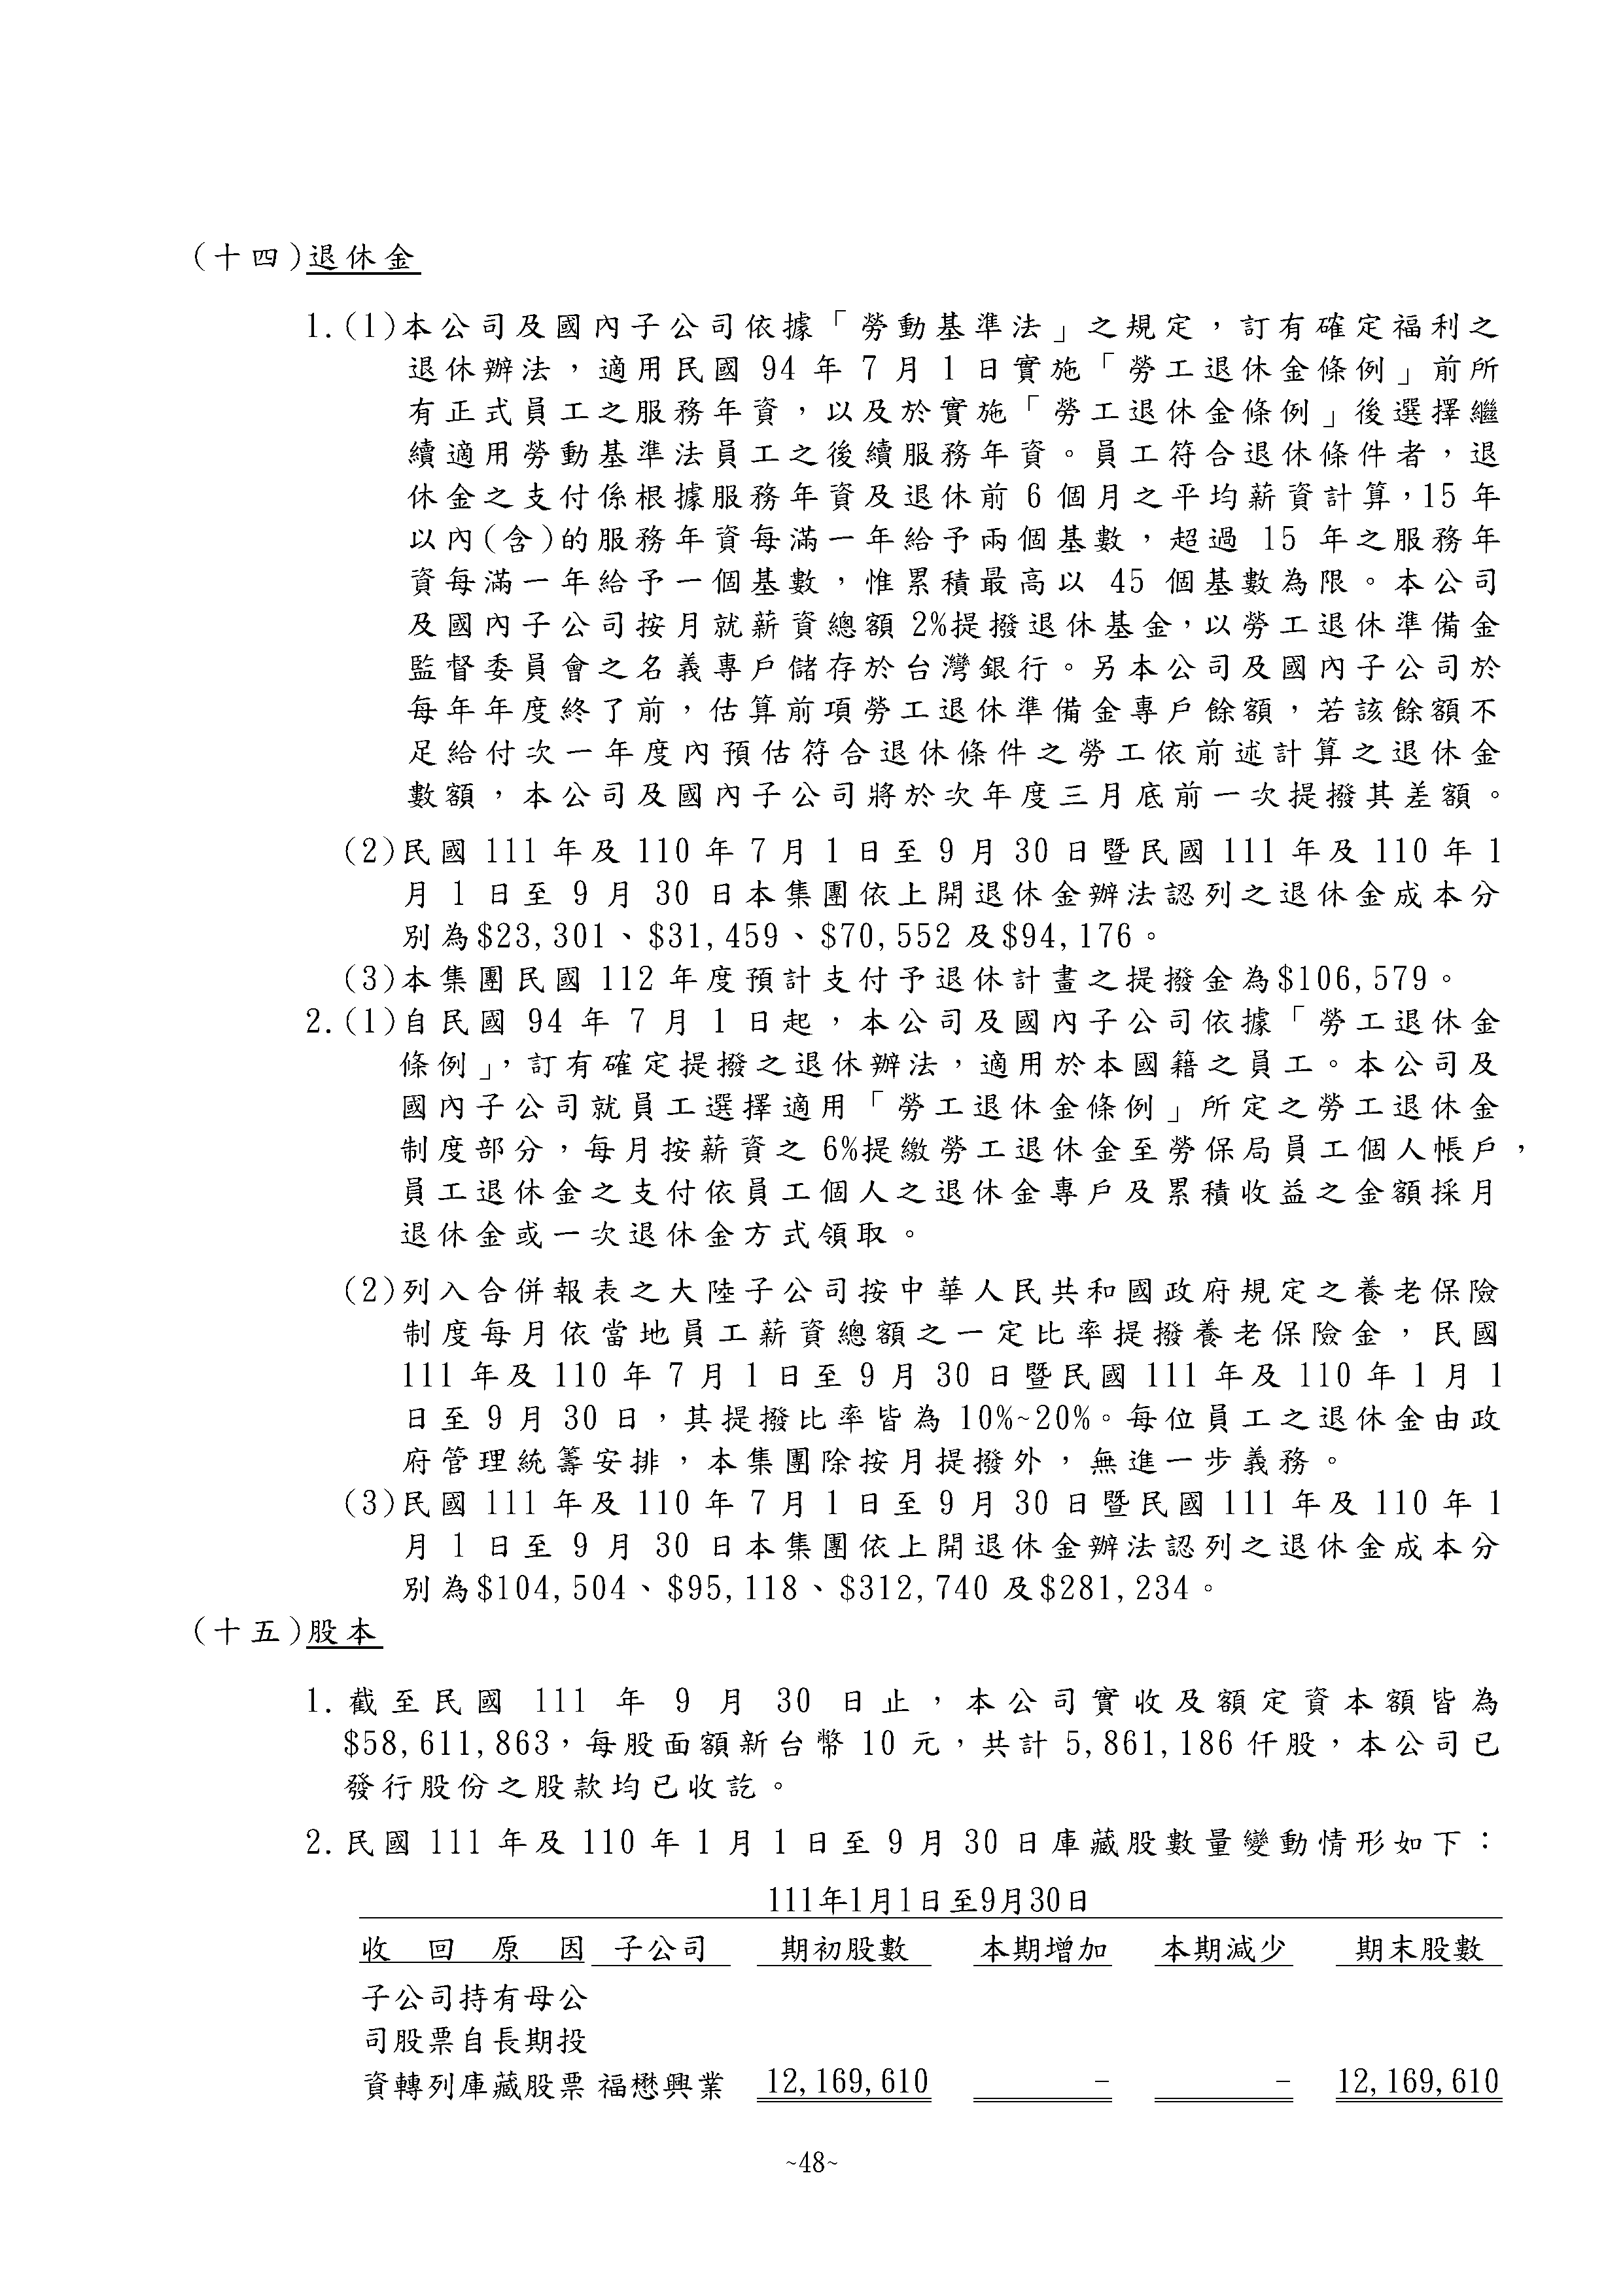 (十四)退休金
1.(1)本公司及國內子公司依據「勞動基準法」之規定，訂有確定福利之
退休辦法，適用民國 94 年 7 月 1 日實施「勞工退休金條例」前所
有正式員工之服務年資，以及於實施「勞工退休金條例」後選擇繼
續適用勞動基準法員工之後續服務年資。員工符合退休條件者，退
休金之支付係根據服務年資及退休前 6 個月之平均薪資計算，15 年
以內(含)的服務年資每滿一年給予兩個基數，超過 15 年之服務年
資每滿一年給予一個基數，惟累積最高以 45 個基數為限。本公司
及國內子公司按月就薪資總額 2%提撥退休基金，以勞工退休準備金
監督委員會之名義專戶儲存於台灣銀行。另本公司及國內子公司於
每年年度終了前，估算前項勞工退休準備金專戶餘額，若該餘額不
足給付次一年度內預估符合退休條件之勞工依前述計算之退休金
數額，本公司及國內子公司將於次年度三月底前一次提撥其差額。
(2)民國 111 年及 110 年 7 月 1 日至 9 月 30 日暨民國 111 年及 110 年 1
月 1 日至 9 月 30 日本集團依上開退休金辦法認列之退休金成本分
別為$23,301、$31,459、$70,552 及$94,176。
(3)本集團民國 112 年度預計支付予退休計畫之提撥金為$106,579。
2.(1)自民國 94 年 7 月 1 日起，本公司及國內子公司依據「勞工退休金
條例」，訂有確定提撥之退休辦法，適用於本國籍之員工。本公司及
國內子公司就員工選擇適用「勞工退休金條例」所定之勞工退休金
制度部分，每月按薪資之 6%提繳勞工退休金至勞保局員工個人帳戶，
員工退休金之支付依員工個人之退休金專戶及累積收益之金額採月
退休金或一次退休金方式領取。
(2)列入合併報表之大陸子公司按中華人民共和國政府規定之養老保險
制度每月依當地員工薪資總額之一定比率提撥養老保險金，民國
111 年及 110 年 7 月 1 日至 9 月 30 日暨民國 111 年及 110 年 1 月 1
日至 9 月 30 日，其提撥比率皆為 10%~20%。每位員工之退休金由政
府管理統籌安排，本集團除按月提撥外，無進一步義務。
(3)民國 111 年及 110 年 7 月 1 日至 9 月 30 日暨民國 111 年及 110 年 1
月 1 日至 9 月 30 日本集團依上開退休金辦法認列之退休金成本分
別為$104,504、$95,118、$312,740 及$281,234。
(十五)股本
1.截至民國 111 年 9 月 30 日止，本公司實收及額定資本額皆為
$58,611,863，每股面額新台幣 10 元，共計 5,861,186 仟股，本公司已
發行股份之股款均已收訖。
2.民國 111 年及 110 年 1 月 1 日至 9 月 30 日庫藏股數量變動情形如下：
111年1月1日至9月30日
收回原因 子公司 期初股數 本期增加 本期減少 期末股數
子公司持有母公
司股票自長期投
資轉列庫藏股票 福懋興業 12,169,610 - - 12,169,610
~48~